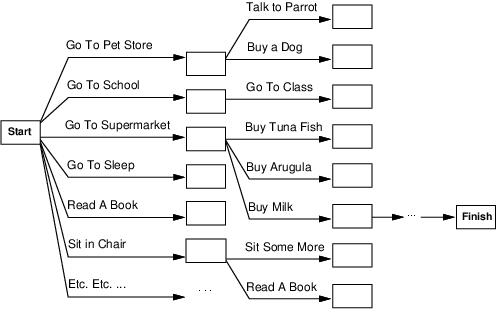 Talk to Parrot
Go To Pet Store
Buy a Dog
Go To School
Go To Class
Start
Go To Supermarket
Buy Tuna Fish
Go To Sleep
Buy Arugula
Read A Book
Buy Milk
...
Finish
Sit in Chair
Sit Some More
Etc. Etc. ...
. . .
Read A Book